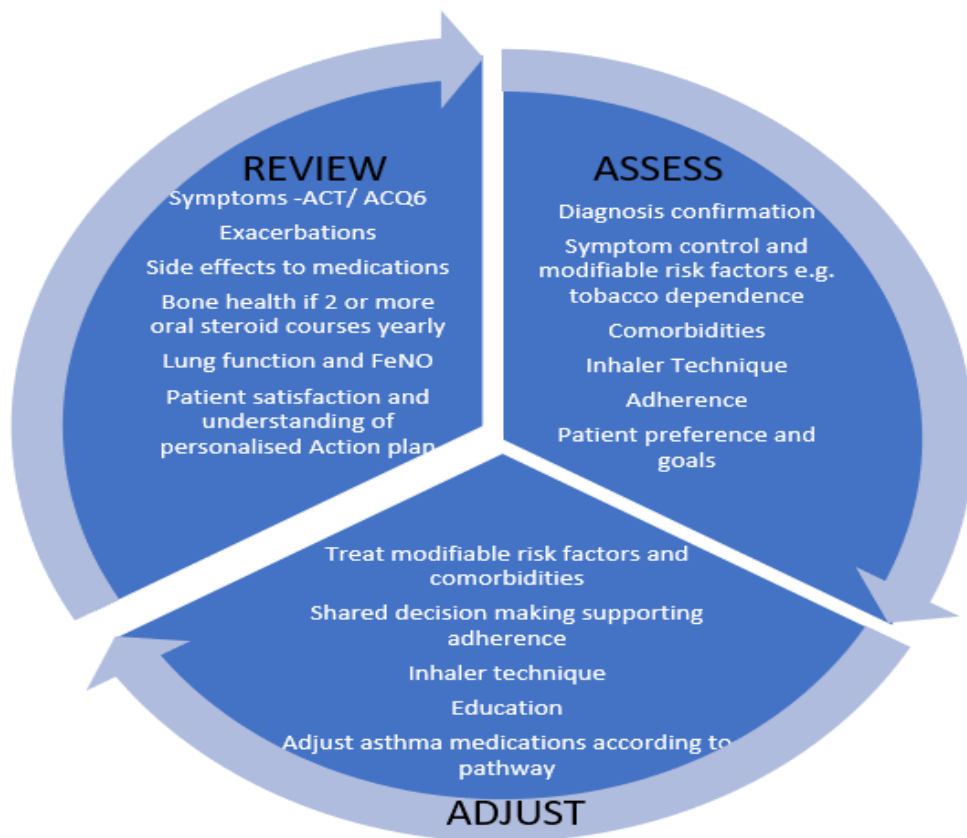 REVIEW
Symptoms -ACT/ ACQ6
Exacerbations
Side effects to medications
Bone health if 2 or more
oral steroid courses yearly
Lung function and FeNO
Patient satisfaction and
understanding of
personalised Action plan
ASSESS
Diagnosis confirmation
Symptom control and
modifiable risk factors e.g.
tobacco dependence
Comorbidities
Inhaler Technique
Adherence
Patient preference and
goals
Treat modifiable risk factors and
comorbidities
Shared decision making supporting
adherence
Inhaler technique
Education
Adjust asthma medications according to
pathway
ADJUST